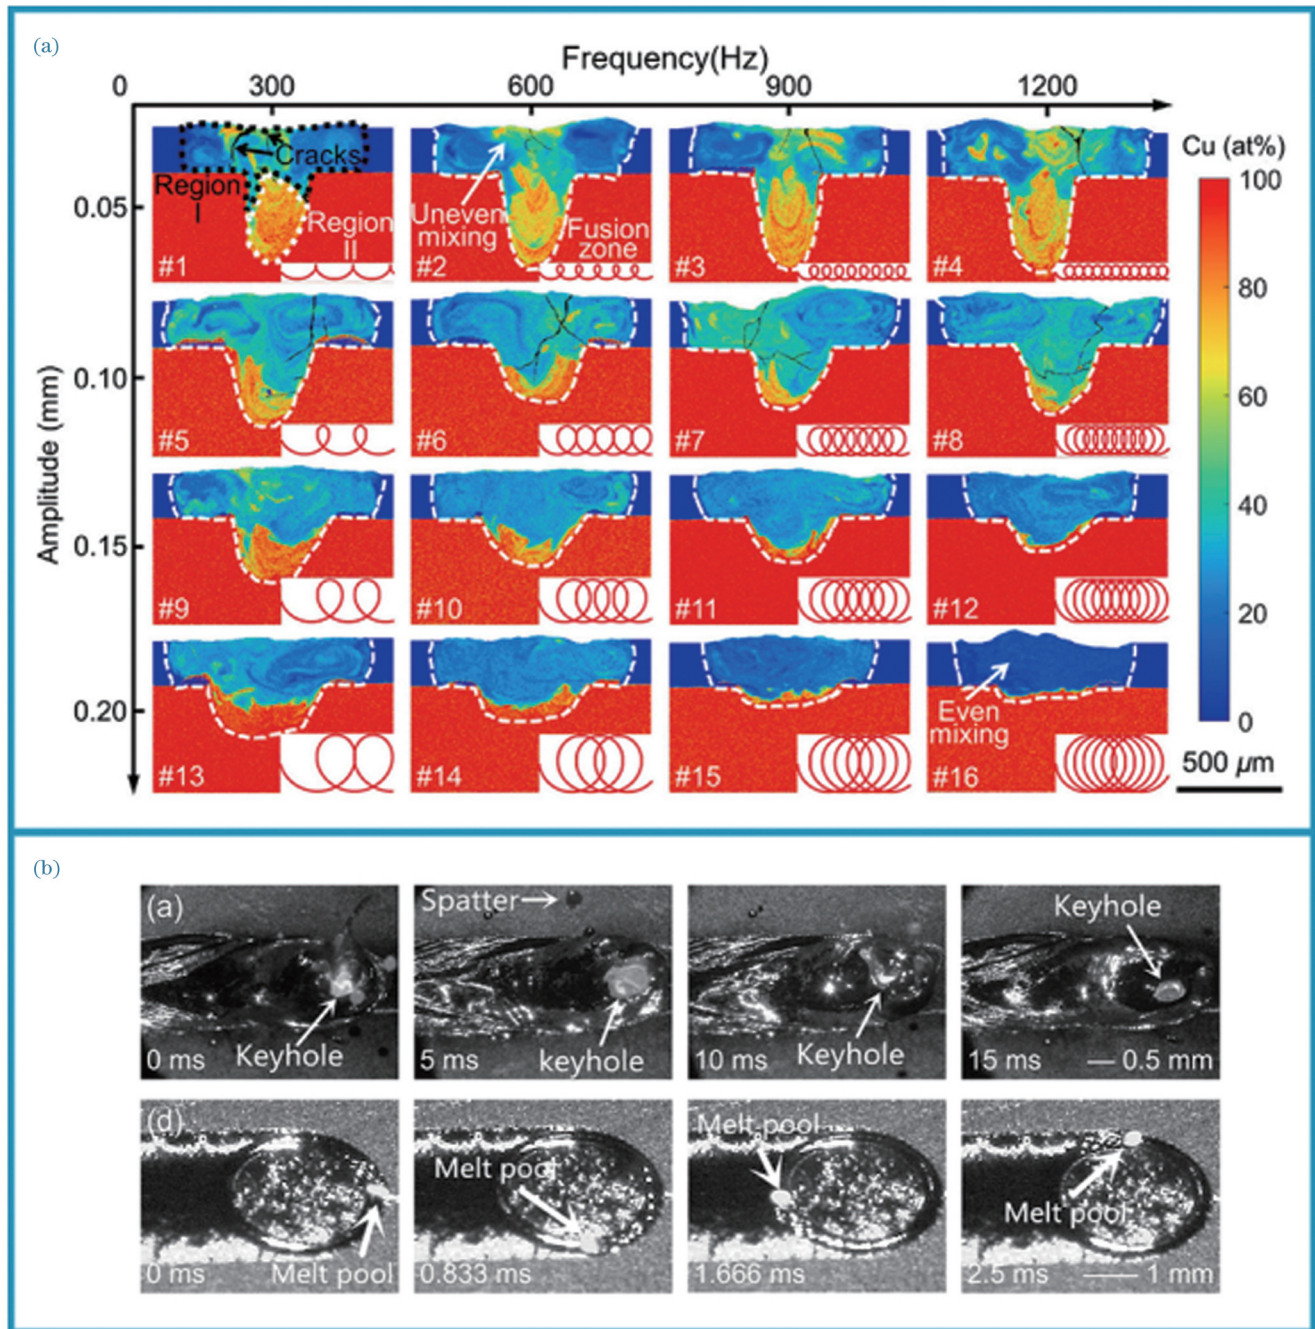 (a)
Frequency(Hz)
0 300 600 900 1200
Amplitude (mm)
0.05
0.10
0.15
0.20
Cracks
Region
I
Region
II
#1
Uneven
mixing
Fusion
zone
#2
#3
#4
#5
#6
#7
#8
#9
#10
#11
#12
#13
#14
#15
Even
mixing
#16
Cu (at%)
100
80
60
40
20
0
500 μm
(b)
(a)
Keyhole
0 ms
Spatter
keyhole
5 ms
Keyhole
10 ms
Keyhole
15 ms
0.5 mm
(d)
Melt pool
0 ms
Melt pool
0.833 ms
Melt pool
1.666 ms
Melt pool
2.5 ms
1 mm